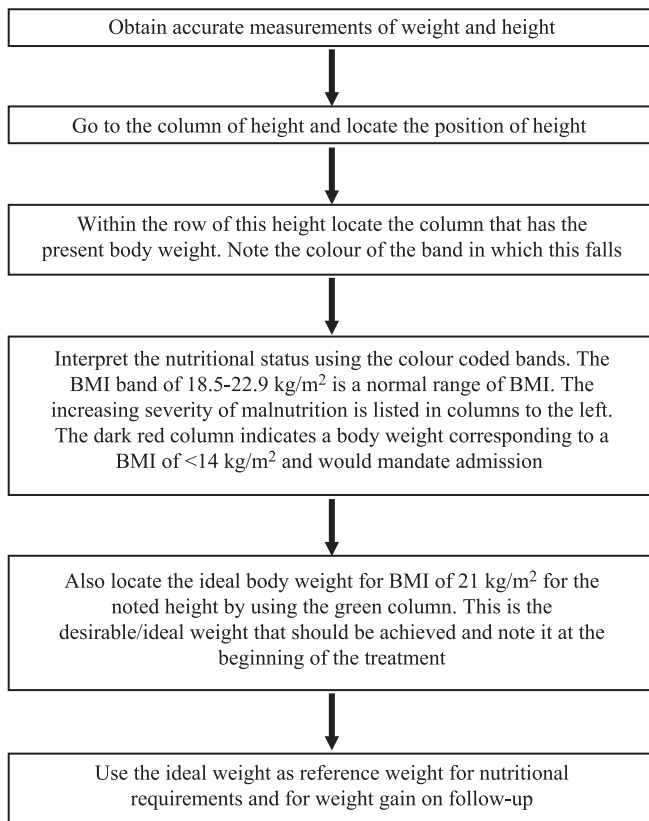 Obtain accurate measurements of weight and height
Go to the column of height and locate the position of height
Within the row of this height locate the column that has the
present body weight. Note the colour of the band in which this falls
Interpret the nutritional status using the colour coded bands. The
BMI band of 18.5-22.9 kg/m² is a normal range of BMI. The
increasing severity of malnutrition is listed in columns to the left.
The dark red column indicates a body weight corresponding to a
BMI of <14 kg/m² and would mandate admission
Also locate the ideal body weight for BMI of 21 kg/m² for the
noted height by using the green column. This is the
desirable/ideal weight that should be achieved and note it at the
beginning of the treatment
Use the ideal weight as reference weight for nutritional
requirements and for weight gain on follow-up